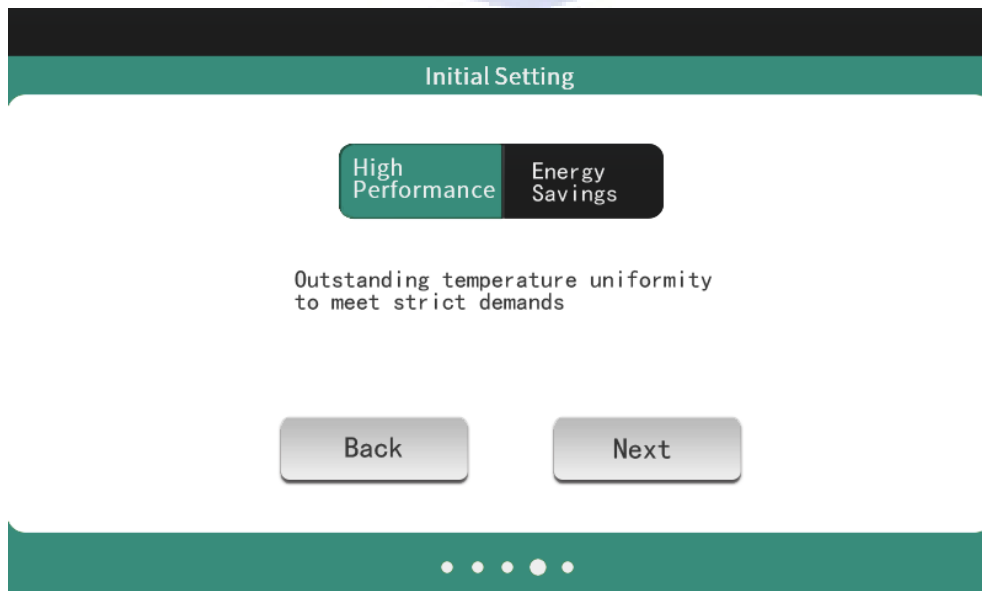 Initial Setting
High
Performance
Energy
Savings
Outstanding temperature uniformity
to meet strict demands
Back
Next